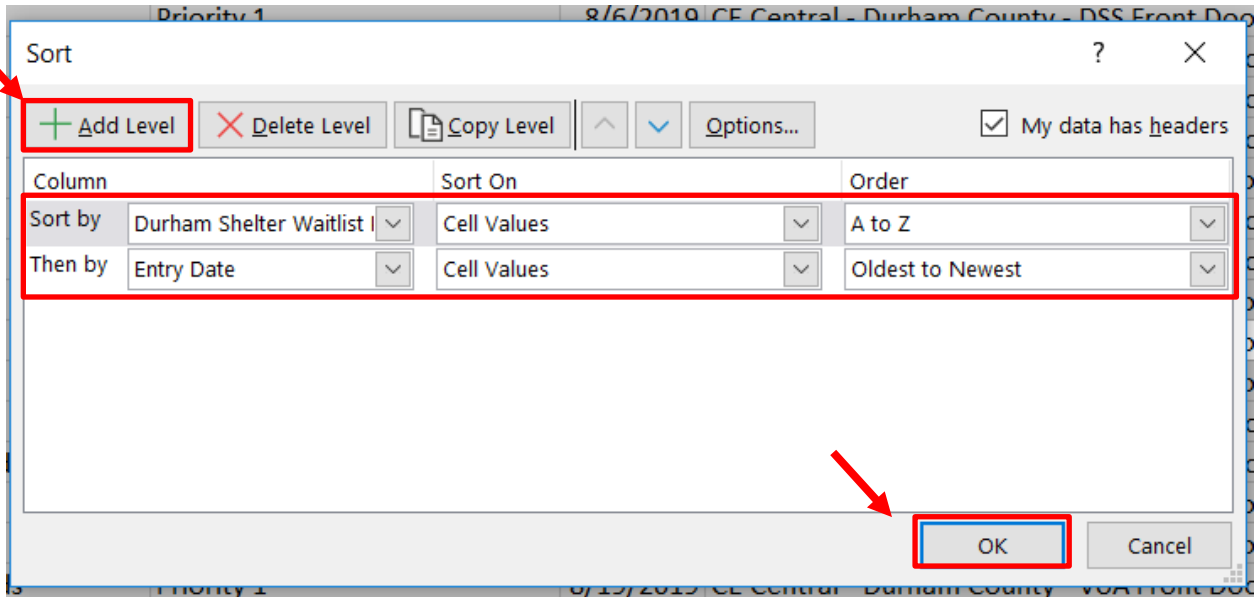 Priority 1 8/6/2019 CE Central - Durham County - DSS Front Doo
Sort ?
Add Level Delete Level Copy Level Options... My data has headers
Column Sort On Order
Sort by Durham Shelter Waitlist I Cell Values A to Z
Then by Entry Date Cell Values Oldest to Newest
OK Cancel
Priority 1 8/19/2019 CE Central - Durham County - VOA Front Doo